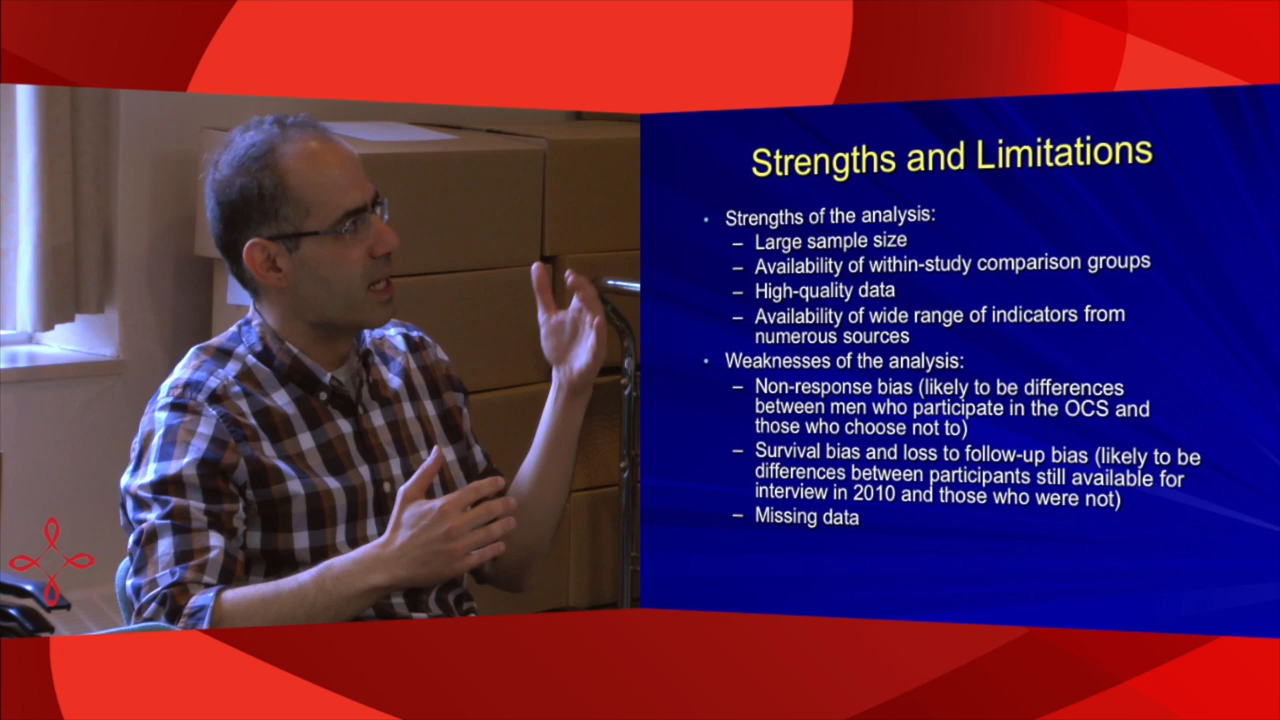 Strengths and Limitations
• Strengths of the analysis:
– Large sample size
– Availability of within-study comparison groups
– High-quality data
– Availability of wide range of indicators from
numerous sources
• Weaknesses of the analysis:
– Non-response bias (likely to be differences
between men who participate in the OCS and
those who choose not to)
– Survival bias and loss to follow-up bias (likely to be
differences between participants still available for
interview in 2010 and those who were not)
– Missing data